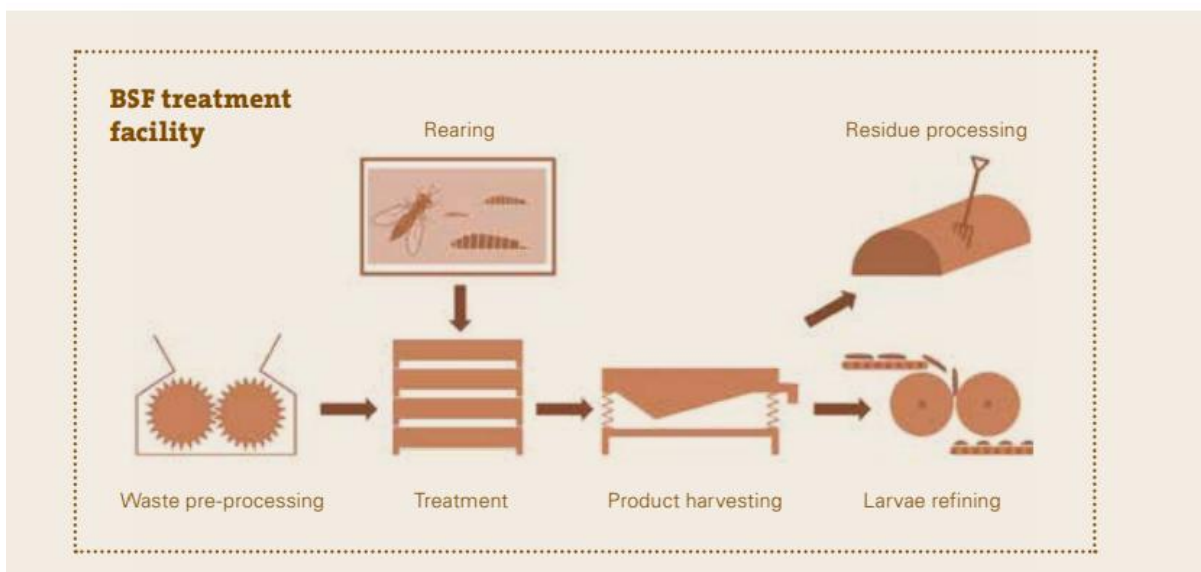 BSF treatment
facility
Rearing
Residue processing
Waste pre-processing
Treatment
Product harvesting
Larvae refining